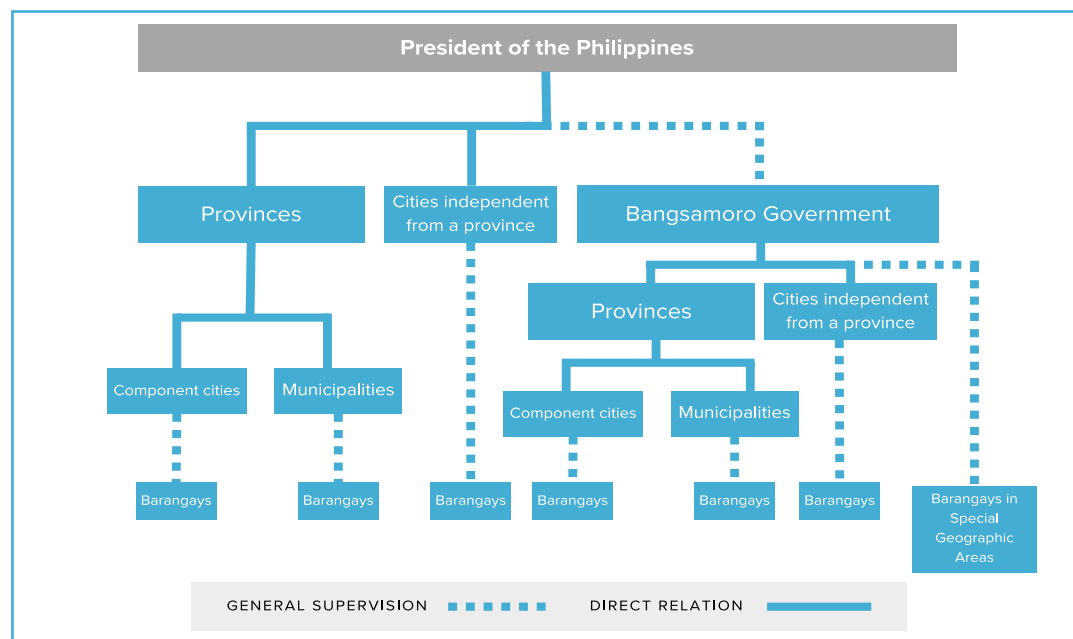 President of the Philippines
Provinces
Cities independent
from a province
Bangsamoro Government
Provinces
Cities independent
from a province
Component cities
Municipalities
Component cities
Municipalities
Barangays
Barangays
Barangays
Barangays
Barangays
Barangays
Barangays in
Special
Geographic
Areas
GENERAL SUPERVISION
DIRECT RELATION